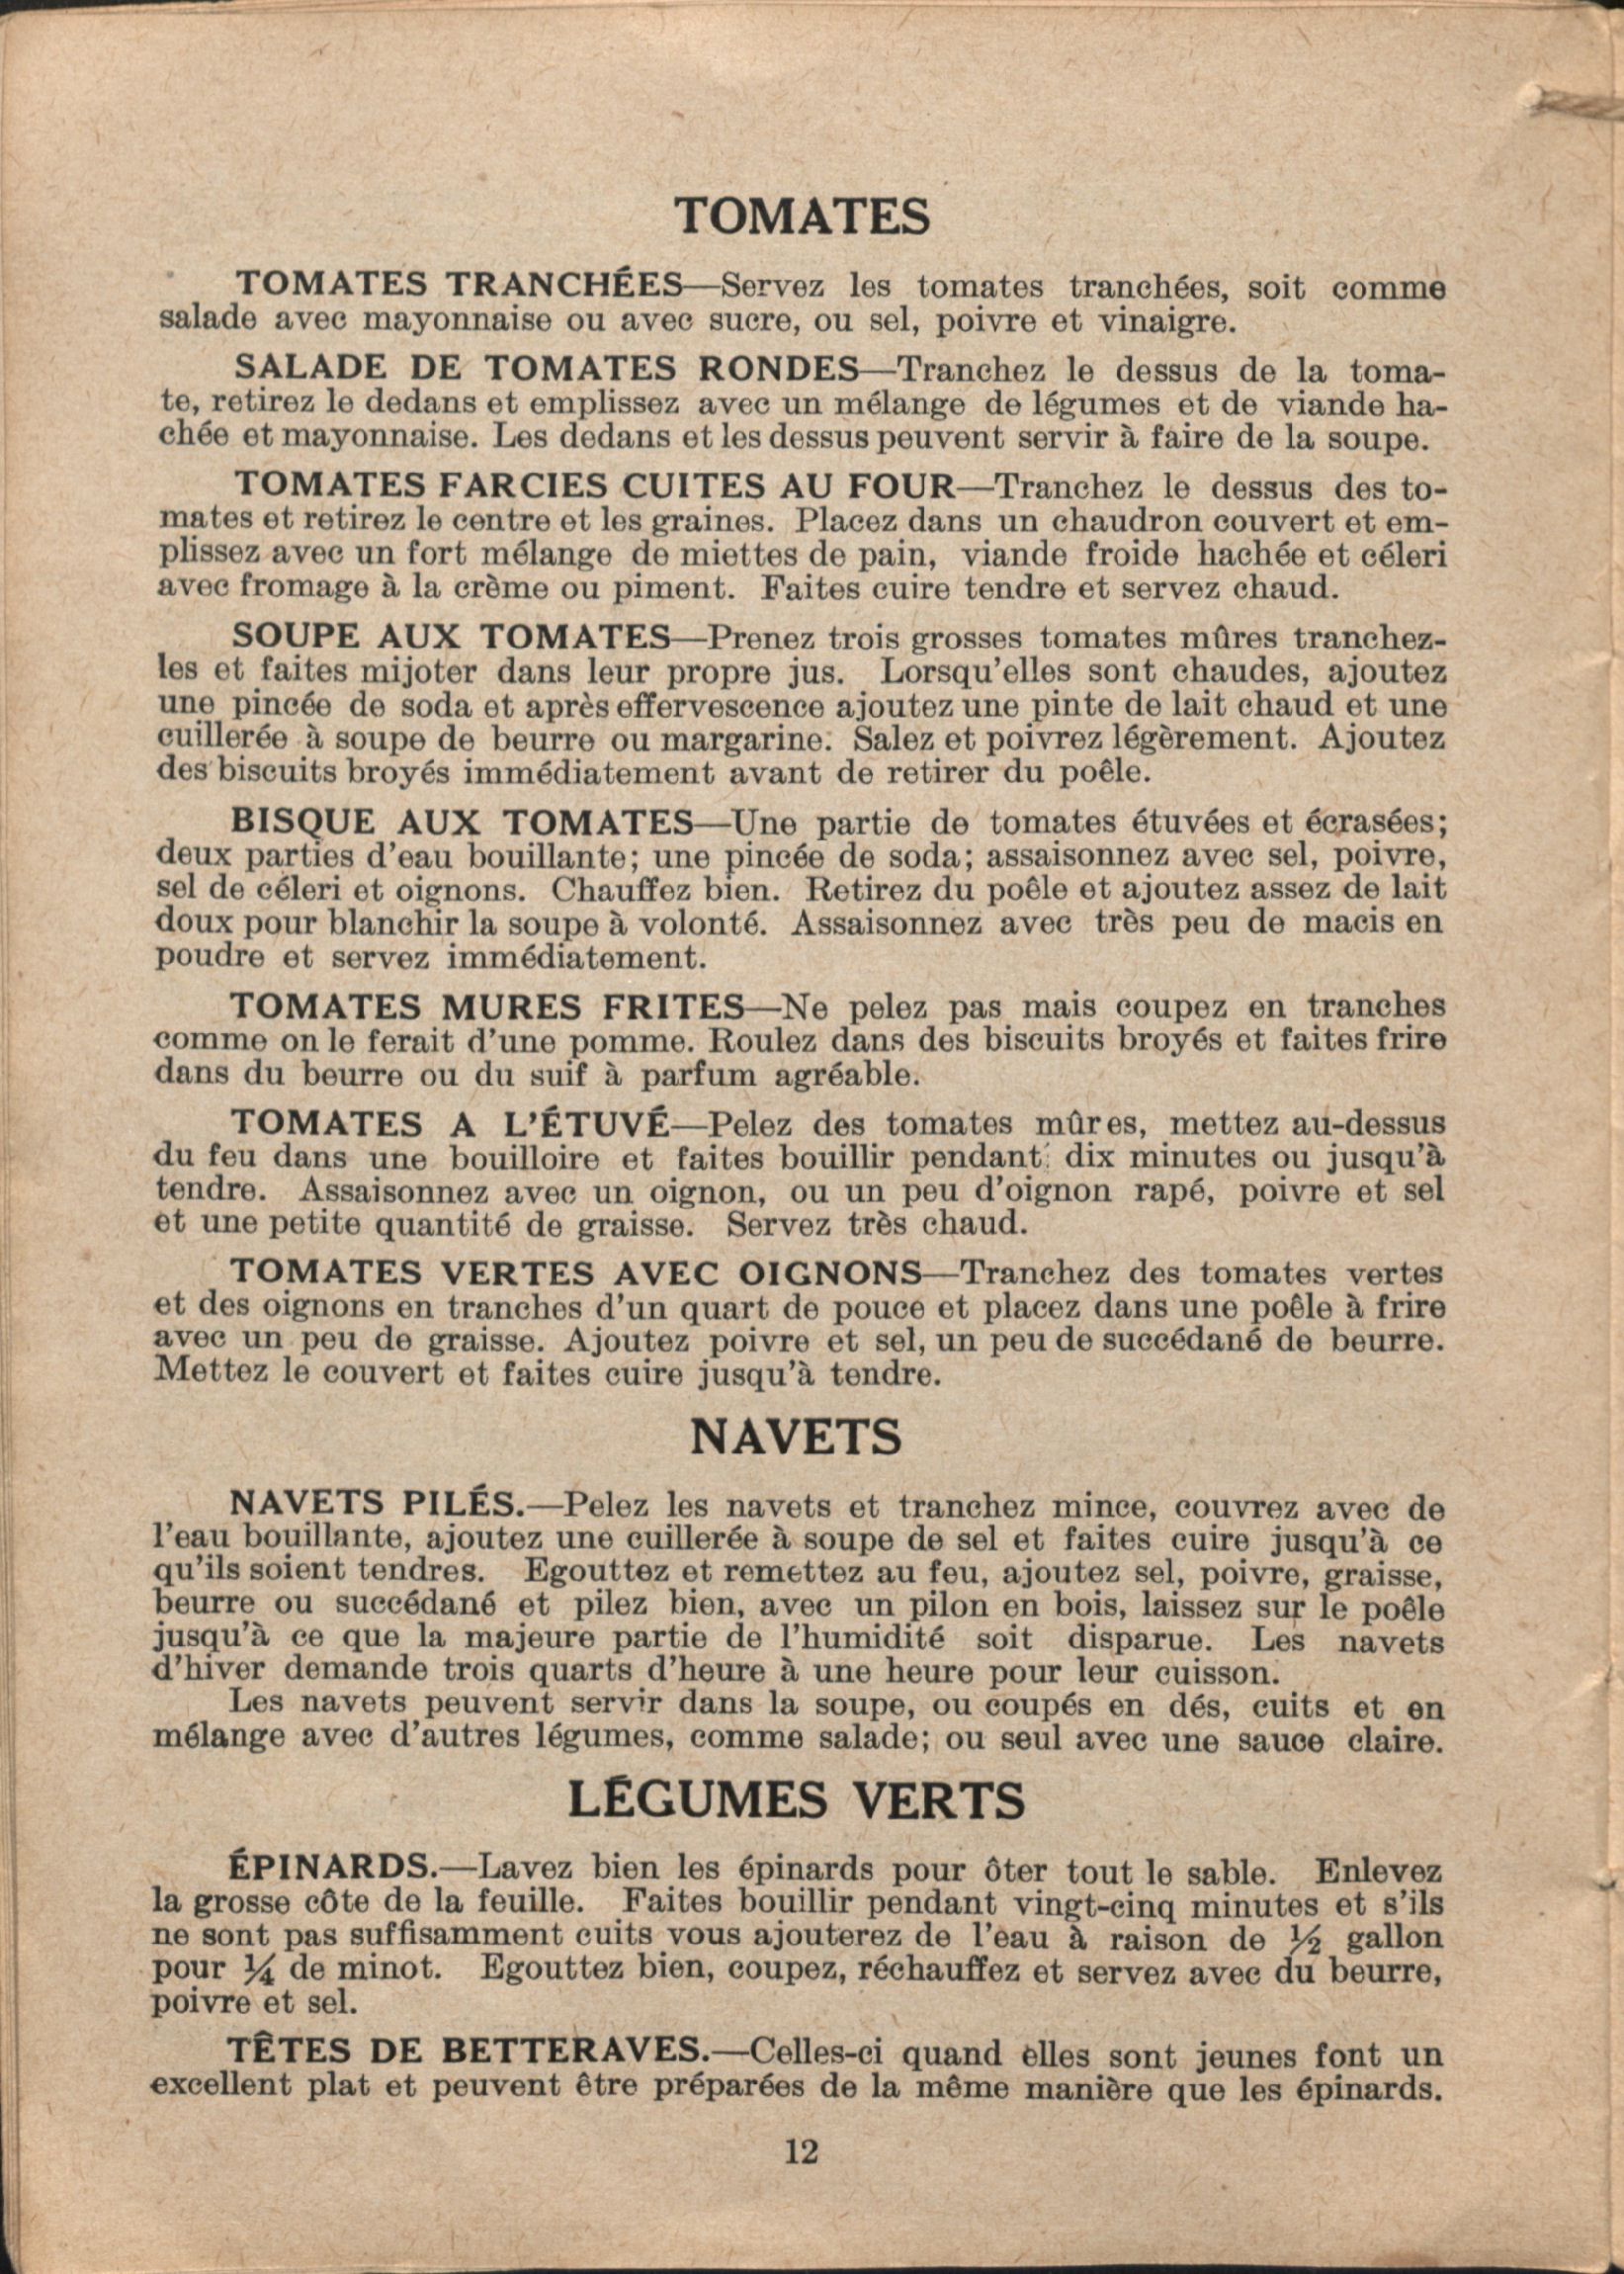 TOMATES
TOMATES TRANCHÉES—Servez les tomates tranchées, soit comme
salade avec mayonnaise ou avec sucre, ou sel, poivre et vinaigre.
SALADE DE TOMATES RONDES—Tranchez le dessus de la toma-
te, retirez le dedans et emplissez avec un mélange de légumes et de viande ha-
chée et mayonnaise. Les dedans et les dessus peuvent servir à faire de la soupe.
TOMATES FARCIES CUITES AU FOUR—Tranchez le dessus des to-
mates et retirez le centre et les graines. Placez dans un chaudron couvert et em-
plissez avec un fort mélange de miettes de pain, viande froide hachée et céleri
avec fromage à la crème ou piment. Faites cuire tendre et servez chaud.
SOUPE AUX TOMATES—Prenez trois grosses tomates mûres tranchez-
les et faites mijoter dans leur propre jus. Lorsqu'elles sont chaudes, ajoutez
une pincée de soda et après effervescence ajoutez une pinte de lait chaud et une
cuillerée à soupe de beurre ou margarine. Salez et poivrez légèrement. Ajoutez
des biscuits broyés immédiatement avant de retirer du poêle.
BISQUE AUX TOMATES—Une partie de tomates étuvées et écrasées;
deux parties d'eau bouillante; une pincée de soda; assaisonnez avec sel, poivre,
sel de céleri et oignons. Chauffez bien. Retirez du poêle et ajoutez assez de lait
doux pour blanchir la soupe à volonté. Assaisonnez avec très peu de macis en
poudre et servez immédiatement.
TOMATES MURES FRITES—Ne pelez pas mais coupez en tranches
comme on le ferait d'une pomme. Roulez dans des biscuits broyés et faites frire
dans du beurre ou du suif à parfum agréable.
TOMATES A L'ÉTUVÉ—Pelez des tomates mûres, mettez au-dessus
du feu dans une bouilloire et faites bouillir pendant dix minutes ou jusqu'à
tendre. Assaisonnez avec un oignon, ou un peu d'oignon rapé, poivre et sel
et une petite quantité de graisse. Servez très chaud.
TOMATES VERTES AVEC OIGNONS—Tranchez des tomates vertes
et des oignons en tranches d'un quart de pouce et placez dans une poêle à frire
avec un peu de graisse. Ajoutez poivre et sel, un peu de succédané de beurre.
Mettez le couvert et faites cuire jusqu'à tendre.
NAVETS
NAVETS PILÉS.—Pelez les navets et tranchez mince, couvrez avec de
l'eau bouillante, ajoutez une cuillerée à soupe de sel et faites cuire jusqu'à ce
qu'ils soient tendres. Egouttez et remettez au feu, ajoutez sel, poivre, graisse,
beurre ou succédané et pilez bien, avec un pilon en bois, laissez sur le poêle
jusqu'à ce que la majeure partie de l'humidité soit disparue. Les navets
d'hiver demande trois quarts d'heure à une heure pour leur cuisson.
Les navets peuvent servir dans la soupe, ou coupés en dés, cuits et en
mélange avec d'autres légumes, comme salade; ou seul avec une sauce claire.
LÉGUMES VERTS
ÉPINARDS.—Lavez bien les épinards pour ôter tout le sable. Enlevez
la grosse côte de la feuille. Faites bouillir pendant vingt-cinq minutes et s'ils
ne sont pas suffisamment cuits vous ajouterez de l'eau à raison de ½ gallon
pour ¼ de minot. Egouttez bien, coupez, réchauffez et servez avec du beurre,
poivre et sel.
TÊTES DE BETTERAVES.—Celles-ci quand elles sont jeunes font un
excellent plat et peuvent être préparées de la même manière que les épinards.
12